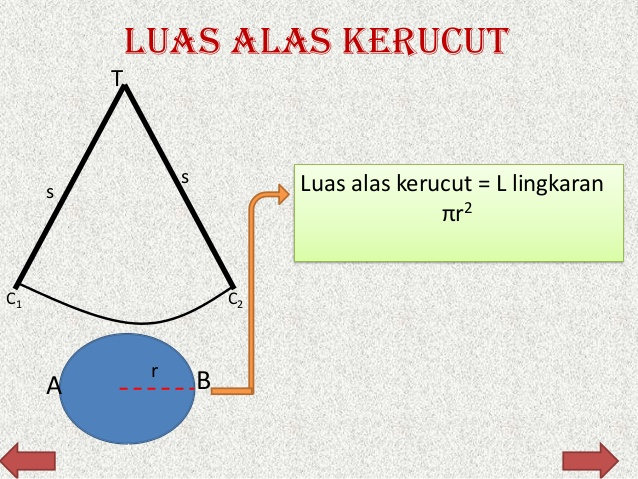 LUAS ALAS KERUCUT
T
s
s
C₁
C₂
Luas alas kerucut = L lingkaran
πr²
A
r
B